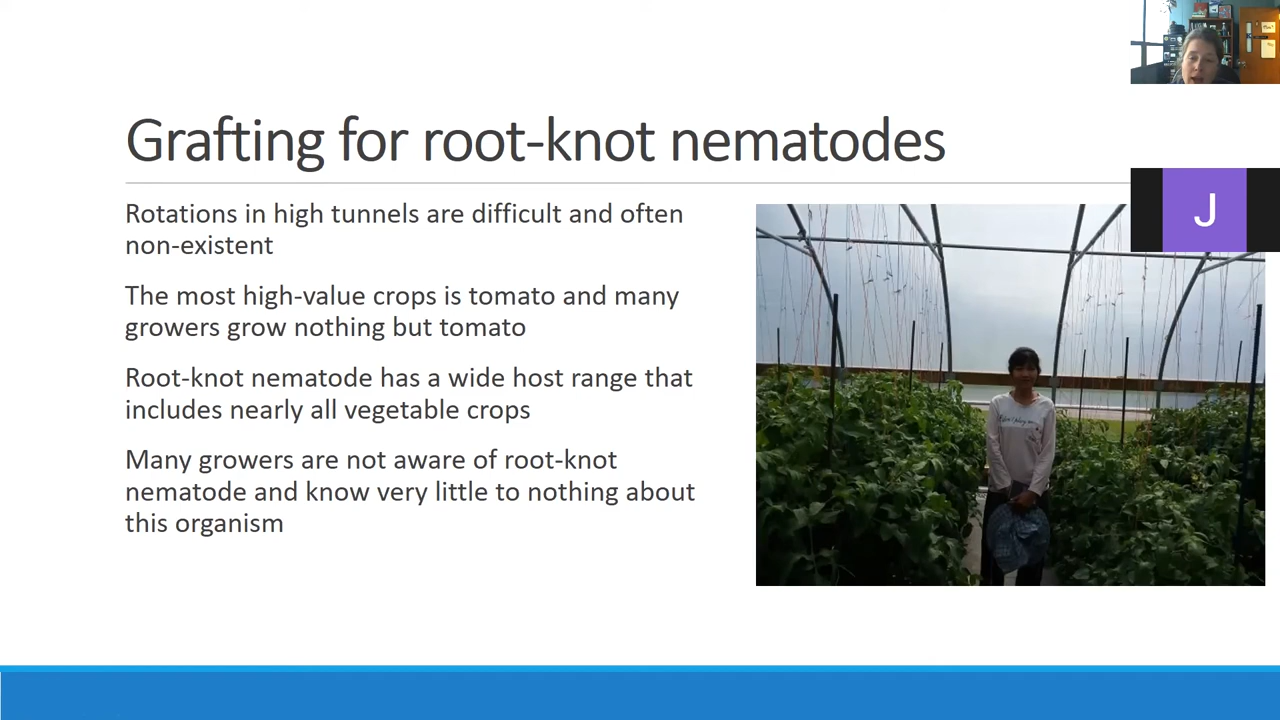 Grafting for root-knot nematodes
Rotations in high tunnels are difficult and often
non-existent
The most high-value crops is tomato and many
growers grow nothing but tomato
Root-knot nematode has a wide host range that
includes nearly all vegetable crops
Many growers are not aware of root-knot
nematode and know very little to nothing about
this organism
J